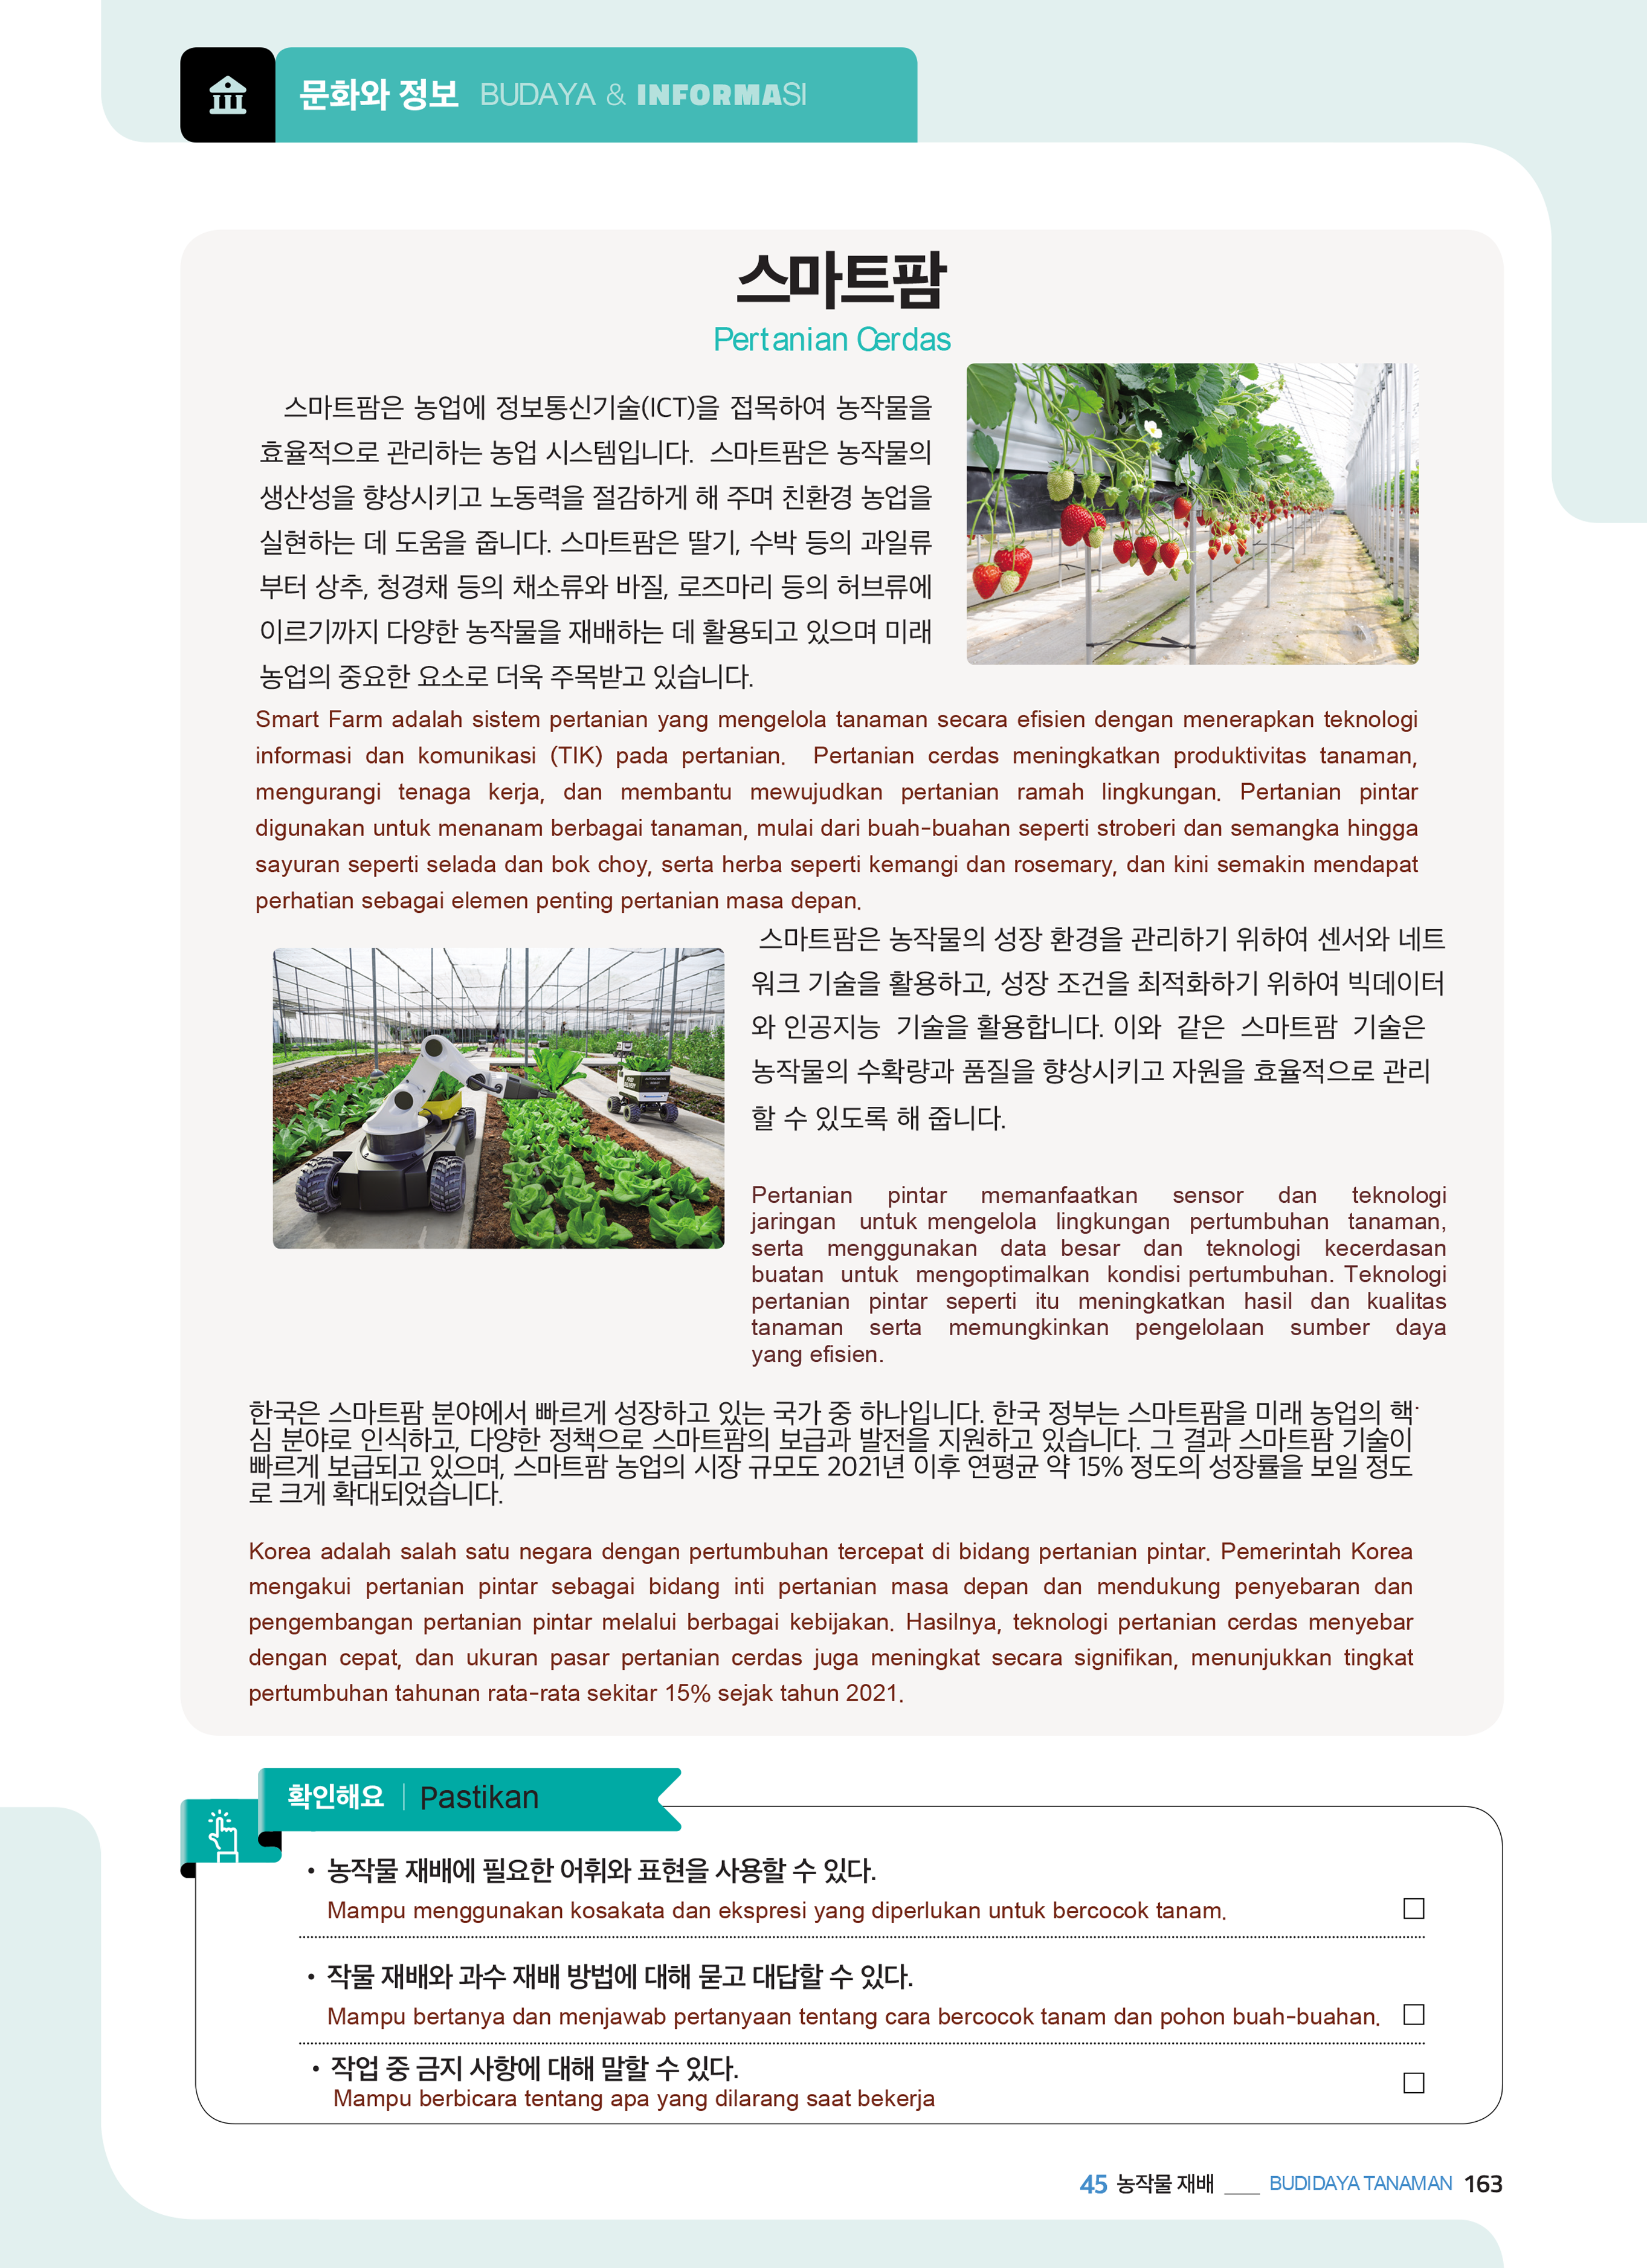 문화와 정보 BUDAYA & INFORMASI
스마트팜
Pertanian Cerdas
스마트팜은 농업에 정보통신기술(ICT)을 접목하여 농작물을
효율적으로 관리하는 농업 시스템입니다. 스마트팜은 농작물의
생산성을 향상시키고 노동력을 절감하게 해 주며 친환경 농업을
실현하는 데 도움을 줍니다. 스마트팜은 딸기, 수박 등의 과일류
부터 상추, 청경채 등의 채소류와 바질, 로즈마리 등의 허브류에
이르기까지 다양한 농작물을 재배하는 데 활용되고 있으며 미래
농업의 중요한 요소로 더욱 주목받고 있습니다.
Smart Farm adalah sistem pertanian yang mengelola tanaman secara efisien dengan menerapkan teknologi
informasi dan komunikasi (TIK) pada pertanian. Pertanian cerdas meningkatkan produktivitas tanaman,
mengurangi tenaga kerja, dan membantu mewujudkan pertanian ramah lingkungan. Pertanian pintar
digunakan untuk menanam berbagai tanaman, mulai dari buah-buahan seperti stroberi dan semangka hingga
sayuran seperti selada dan bok choy, serta herba seperti kemangi dan rosemary, dan kini semakin mendapat
perhatian sebagai elemen penting pertanian masa depan.
스마트팜은 농작물의 성장 환경을 관리하기 위하여 센서와 네트
워크 기술을 활용하고, 성장 조건을 최적화하기 위하여 빅데이터
와 인공지능 기술을 활용합니다. 이와 같은 스마트팜 기술은
농작물의 수확량과 품질을 향상시키고 자원을 효율적으로 관리
할 수 있도록 해 줍니다.
Pertanian pintar memanfaatkan sensor dan teknologi
jaringan untuk mengelola lingkungan pertumbuhan tanaman,
serta menggunakan data besar dan teknologi kecerdasan
buatan untuk mengoptimalkan kondisi pertumbuhan. Teknologi
pertanian pintar seperti itu meningkatkan hasil dan kualitas
tanaman serta memungkinkan pengelolaan sumber daya
yang efisien.
한국은 스마트팜 분야에서 빠르게 성장하고 있는 국가 중 하나입니다. 한국 정부는 스마트팜을 미래 농업의 핵
심 분야로 인식하고, 다양한 정책으로 스마트팜의 보급과 발전을 지원하고 있습니다. 그 결과 스마트팜 기술이
빠르게 보급되고 있으며, 스마트팜 농업의 시장 규모도 2021년 이후 연평균 약 15% 정도의 성장률을 보일 정도
로 크게 확대되었습니다.
Korea adalah salah satu negara dengan pertumbuhan tercepat di bidang pertanian pintar. Pemerintah Korea
mengakui pertanian pintar sebagai bidang inti pertanian masa depan dan mendukung penyebaran dan
pengembangan pertanian pintar melalui berbagai kebijakan. Hasilnya, teknologi pertanian cerdas menyebar
dengan cepat, dan ukuran pasar pertanian cerdas juga meningkat secara signifikan, menunjukkan tingkat
pertumbuhan tahunan rata-rata sekitar 15% sejak tahun 2021.
확인해요 | Pastikan
• 농작물 재배에 필요한 어휘와 표현을 사용할 수 있다.
Mampu menggunakan kosakata dan ekspresi yang diperlukan untuk bercocok tanam.
• 작물 재배와 과수 재배 방법에 대해 묻고 대답할 수 있다.
Mampu bertanya dan menjawab pertanyaan tentang cara bercocok tanam dan pohon buah-buahan.
• 작업 중 금지 사항에 대해 말할 수 있다.
Mampu berbicara tentang apa yang dilarang saat bekerja
45 농작물 재배 ___ BUDIDAYA TANAMAN 163